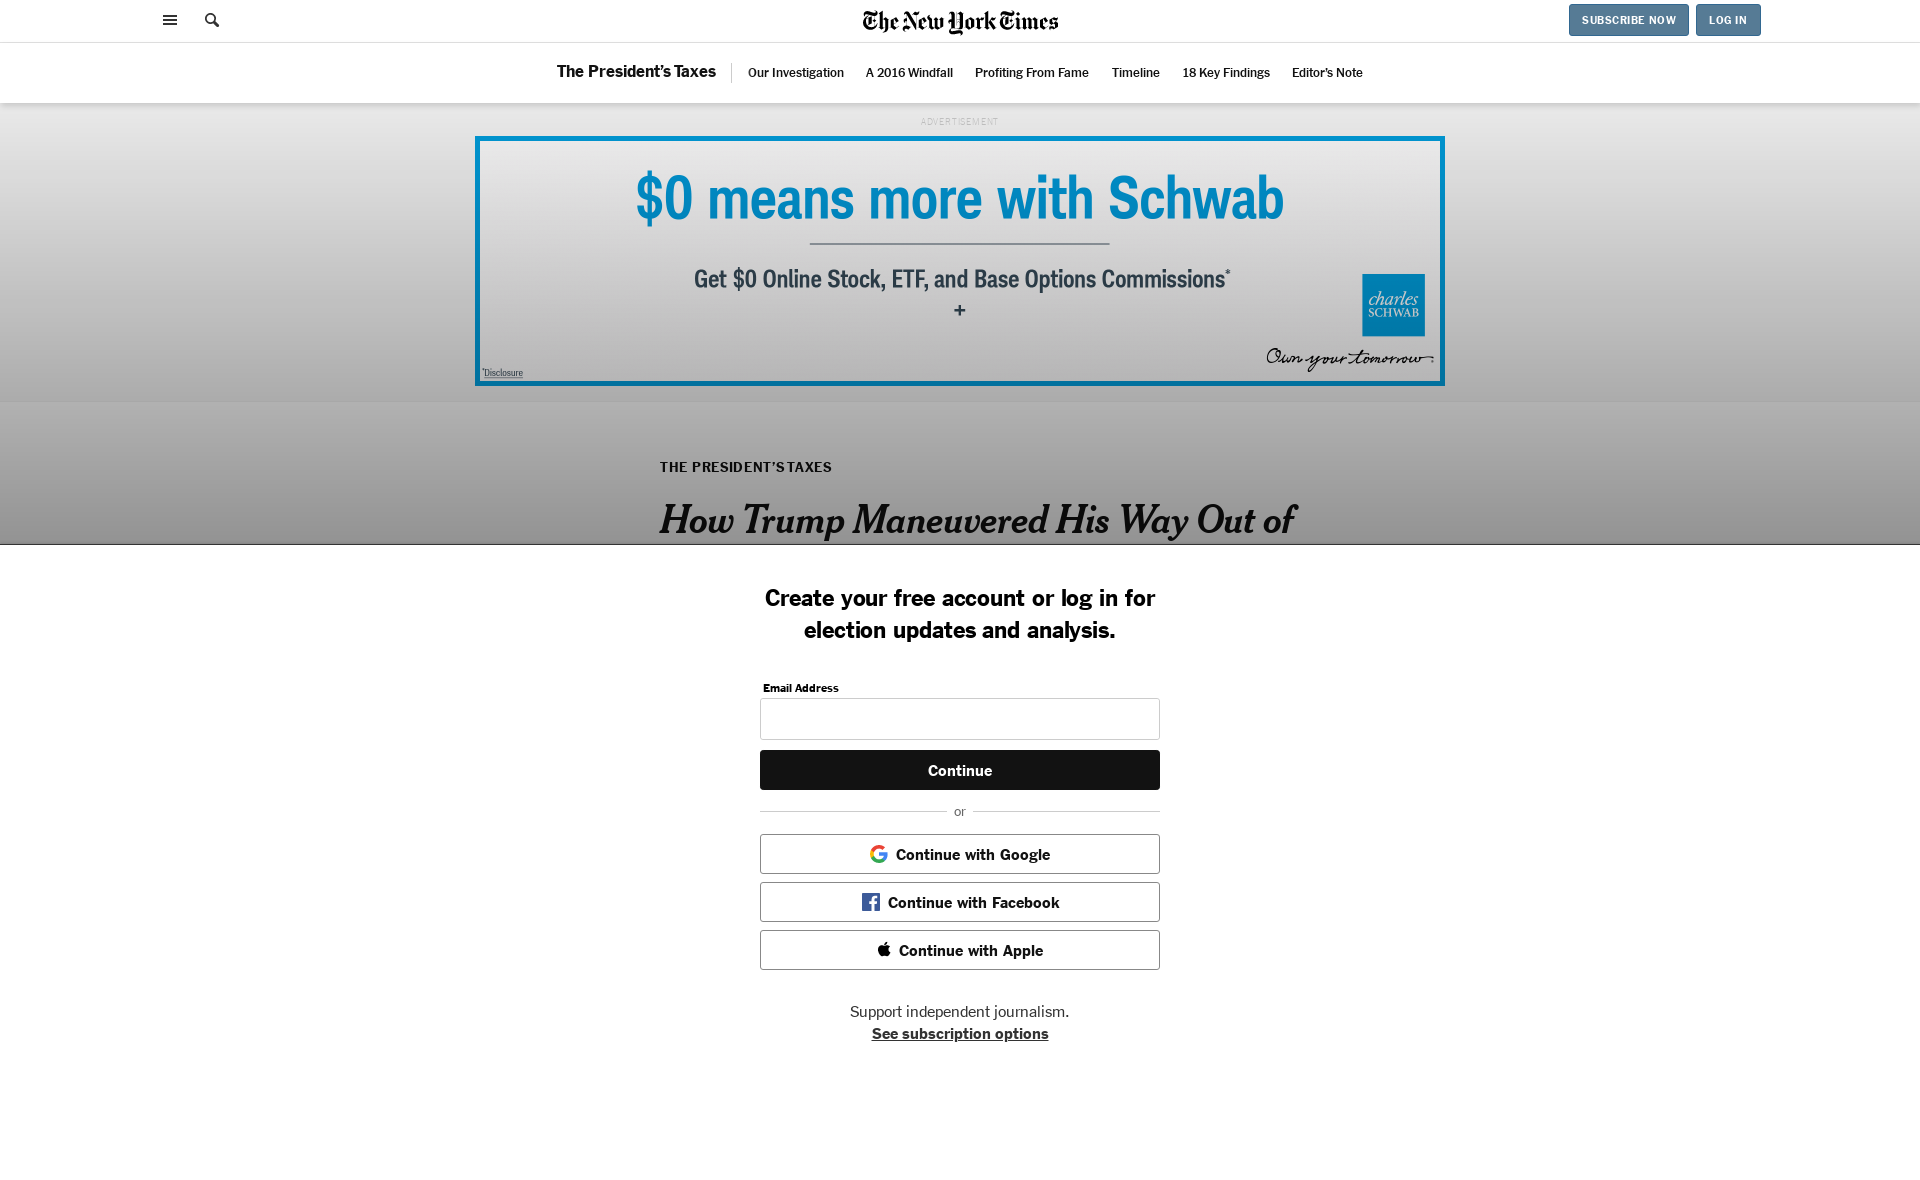 The New York Times
SUBSCRIBE NOW
LOG IN
The President’s Taxes
Our Investigation
A 2016 Windfall
Profiting From Fame
Timeline
18 Key Findings
Editor’s Note
ADVERTISEMENT
$0 means more with Schwab
Get $0 Online Stock, ETF, and Base Options Commissions*
+
charles
SCHWAB
Own your tomorrow
*Disclosure
THE PRESIDENT’S TAXES
How Trump Maneuvered His Way Out of
Create your free account or log in for
election updates and analysis.
Email Address
Continue
or
Continue with Google
Continue with Facebook
Continue with Apple
Support independent journalism.
See subscription options